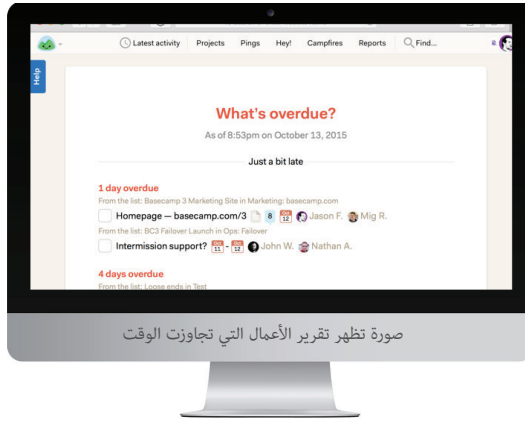 Latest activity Projects Pings Hey! Campfires Reports Find...
Help
What's overdue?
As of 8:53pm on October 13, 2015
Just a bit late
1 day overdue
From the list: Basecamp 3 Marketing Site in Marketing: basecamp.com
Homepage — basecamp.com/3 8 Oct 12 Jason F. Mig R.
From the list: BC3 Failover Launch in Ops: Failover
Intermission support? Oct 11 - Oct 12 John W. Nathan A.
4 days overdue
From the list: Loose ends in Test
صورة تظهر تقرير الأعمال التي تجاوزت الوقت